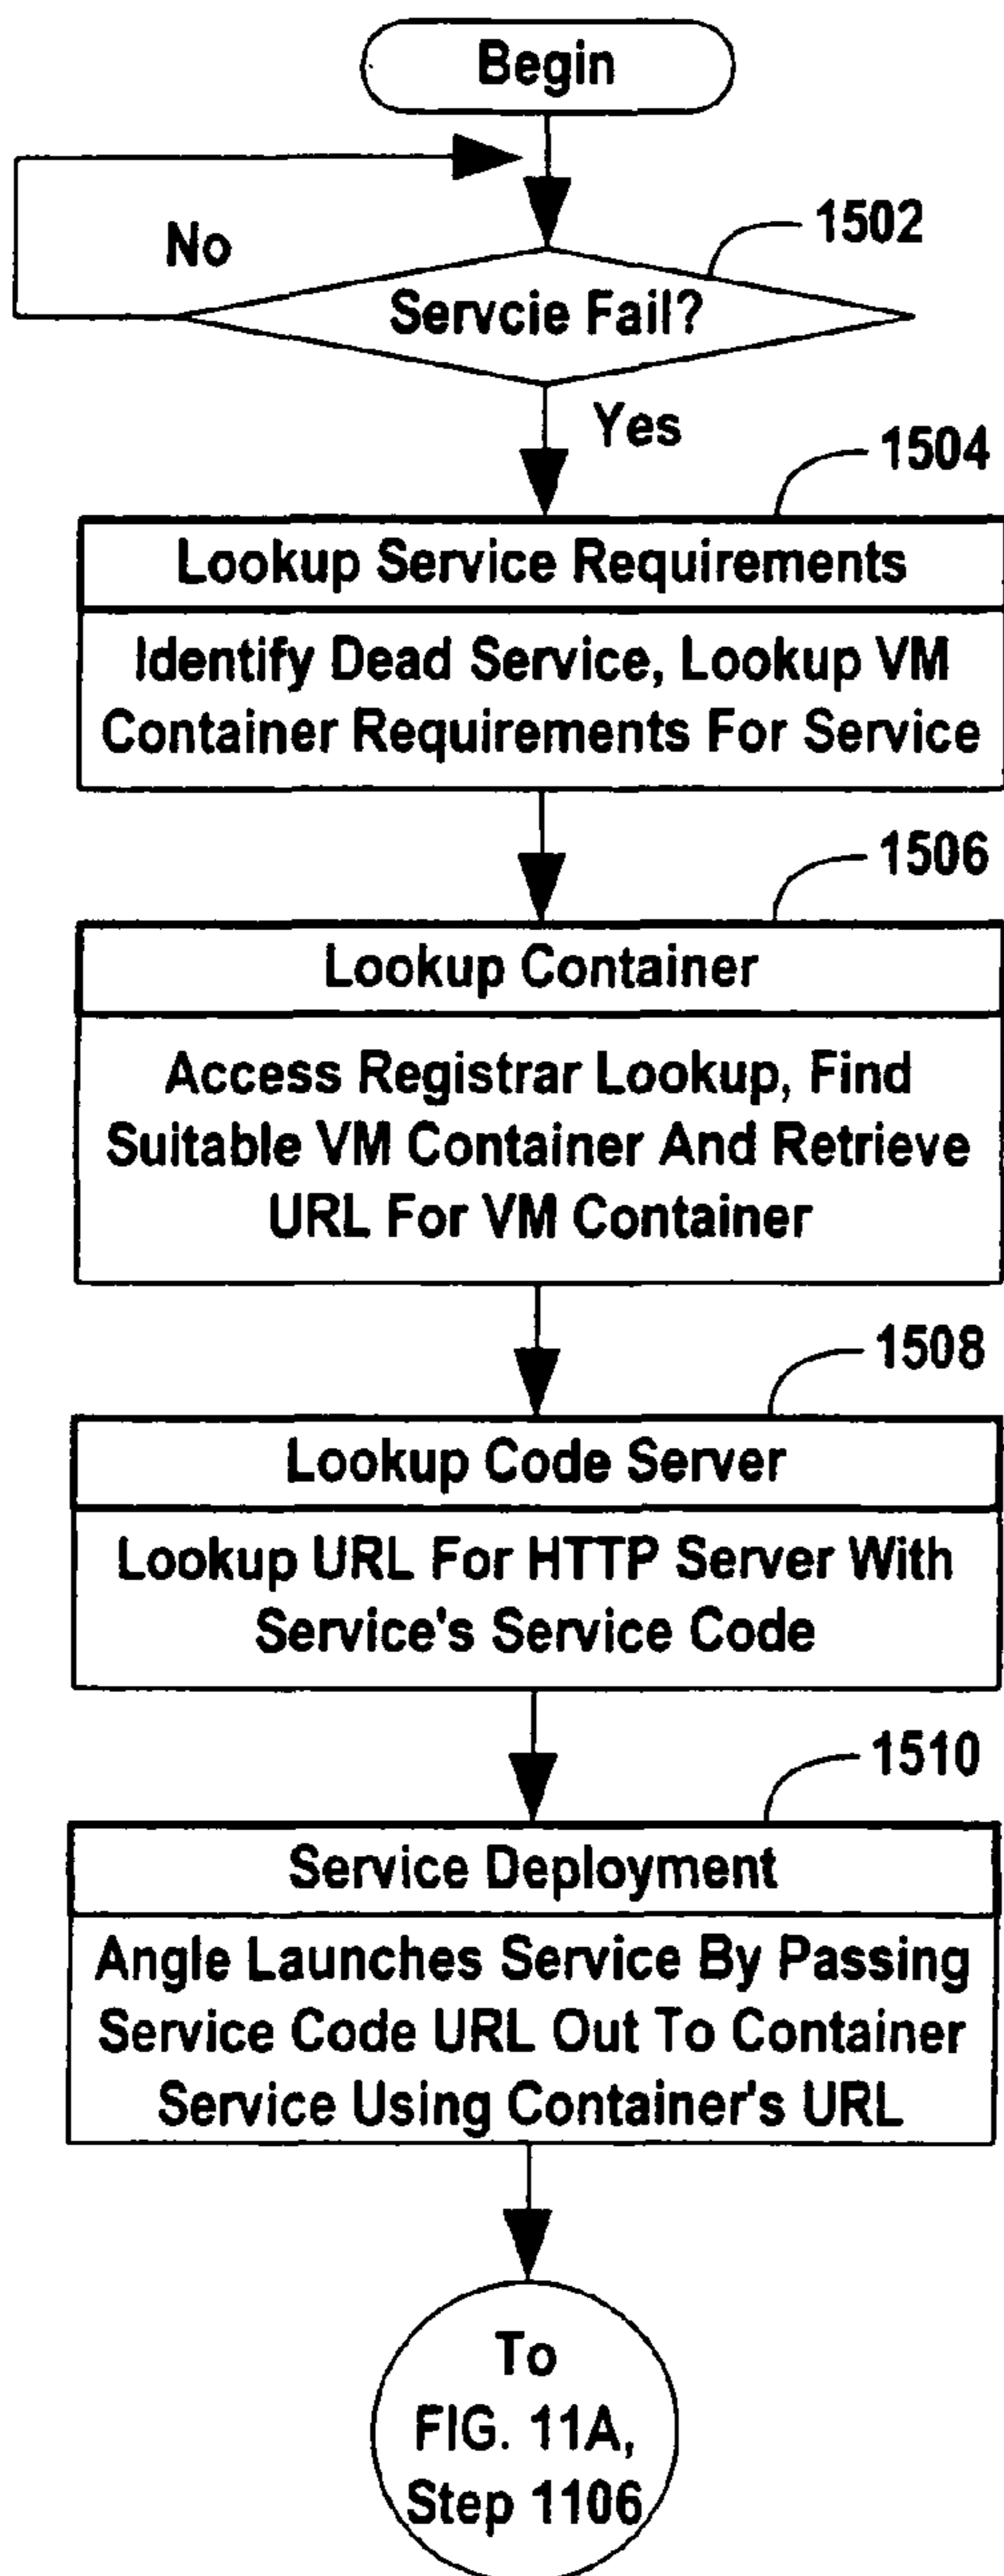 Begin
No
1502
Servcie Fail?
Yes
1504
Lookup Service Requirements
Identify Dead Service, Lookup VM
Container Requirements For Service
1506
Lookup Container
Access Registrar Lookup, Find
Suitable VM Container And Retrieve
URL For VM Container
1508
Lookup Code Server
Lookup URL For HTTP Server With
Service's Service Code
1510
Service Deployment
Angle Launches Service By Passing
Service Code URL Out To Container
Service Using Container's URL
To
FIG. 11A,
Step 1106